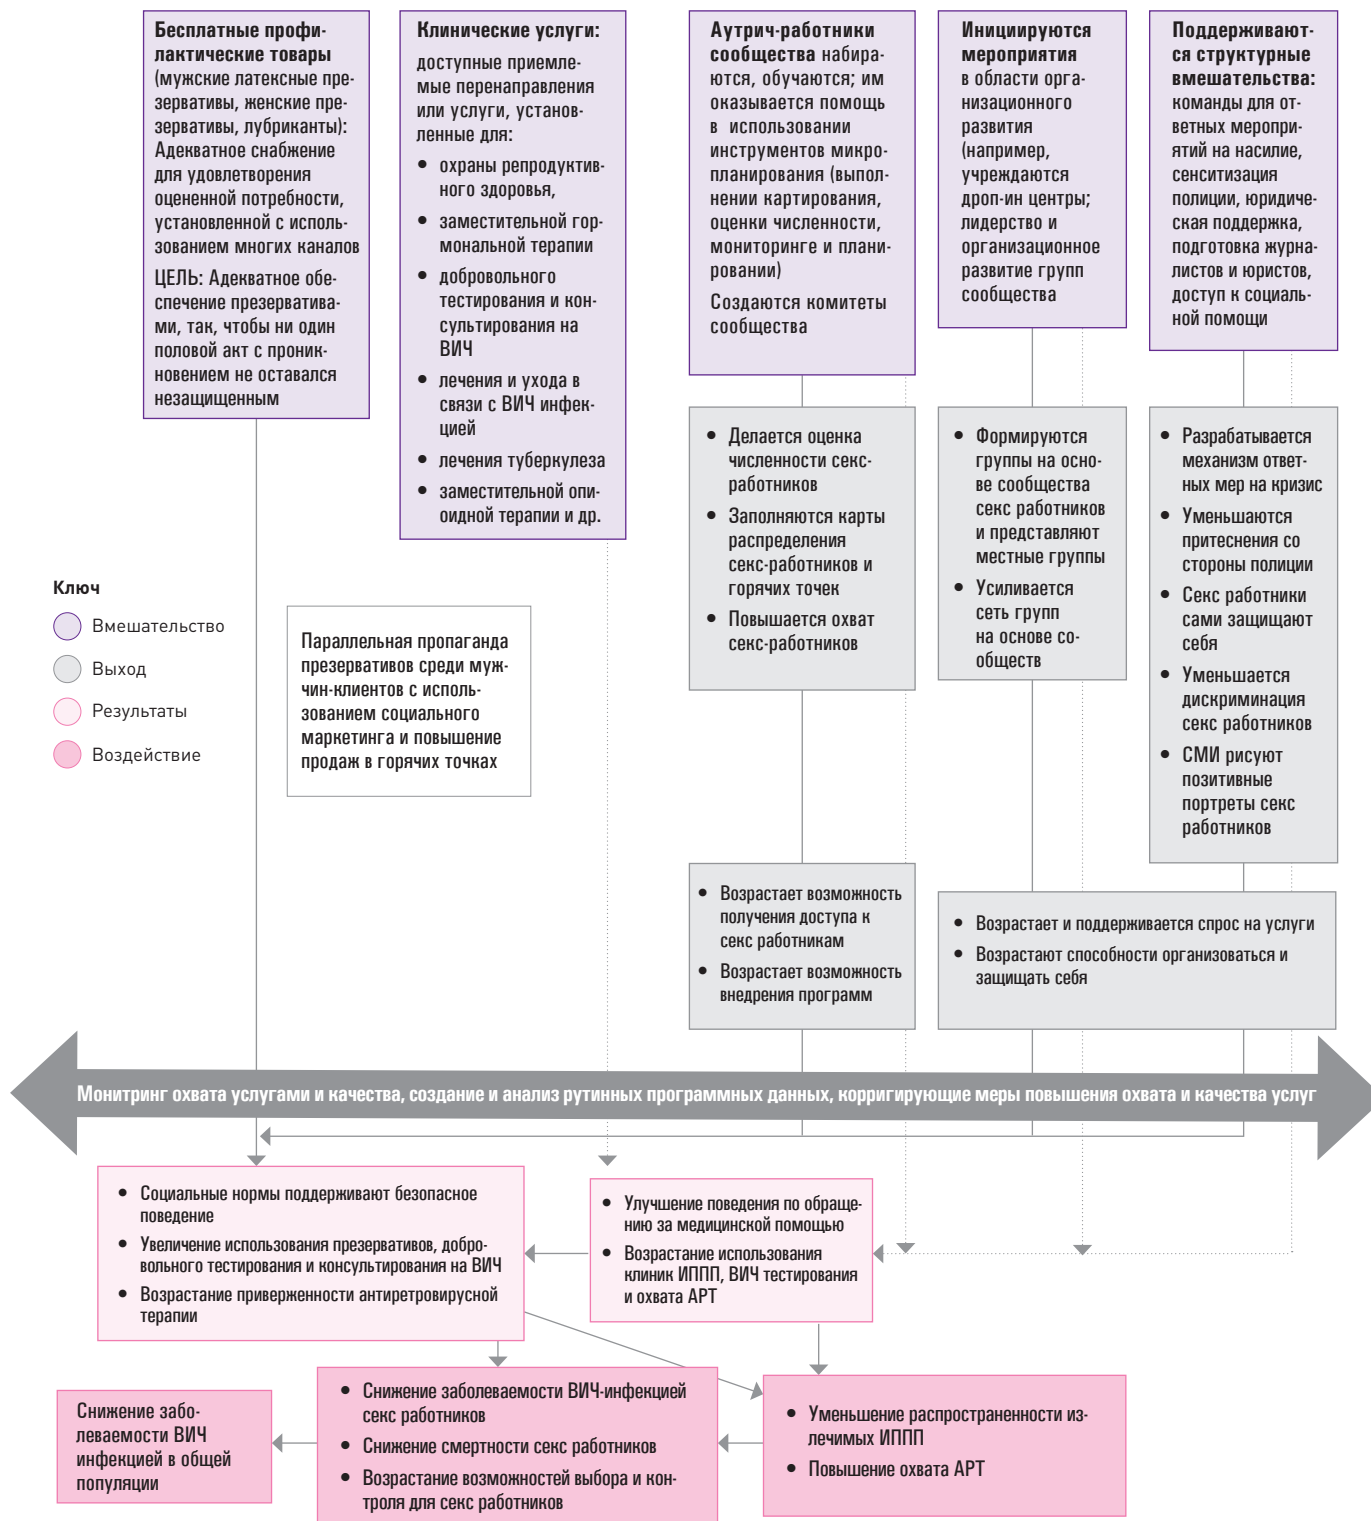 Бесплатные профи-
лактические товары
(мужские латексные пре-
зервативы, женские пре-
зервативы, лубриканты):
Адекватное снабжение
для удовлетворения
оцененной потребности,
установленной с исполь-
зованием многих каналов
ЦЕЛЬ: Адекватное обе-
спечение презератива-
ми, так, чтобы ни один
половой акт с проник-
новением не оставался
незащищенным
Клинические услуги:
доступные приемле-
мые перенаправления
или услуги, установ-
ленные для:
• охраны репродуктив-
ного здоровья,
• заместительной гор-
мональной терапии
• добровольного
тестирования и кон-
сультирования на
ВИЧ
• лечения и ухода в
связи с ВИЧ инфек-
цией
• лечения туберкулеза
• заместительной опи-
оидной терапии и др.
Аутрич-работники
сообщества набира-
ются, обучаются; им
оказывается помощь
в использовании
инструментов микро-
планирования (выпол-
нении картирования,
оценки численности,
мониторинге и плани-
ровании)
Создаются комитеты
сообщества
Инициируются
мероприятия
в области орга-
низационного
развития
(например,
учреждаются
дроп-ин центры;
лидерство и
организационное
развитие групп
сообщества
Поддерживают-
ся структурные
вмешательства:
команды для от-
ветных меропри-
ятий на насилие,
сенситизация
полиции, юридиче-
ская поддержка,
подготовка журна-
листов и юристов,
доступ к социаль-
ной помощи
• Делается оценка
численности секс-
работников
• Заполняются карты
распределения
секс-работников и
горячих точек
• Повышается охват
секс-работников
• Формируются
группы на осно-
ве сообщества
секс работников
и представляют
местные группы
• Усиливается
сеть групп
на основе со-
обществ
• Разрабатывается
механизм ответ-
ных мер на кризис
• Уменьшаются
притеснения со
стороны полиции
• Секс работники
сами защищают
себя
• Уменьшается
дискриминация
секс работников
• СМИ рисуют
позитивные
портреты секс
работников
Ключ
Вмешательство
Выход
Результаты
Воздействие
Параллельная пропаганда
презервативов среди муж-
чин-клиентов с исполь-
зованием социального
маркетинга и повышение
продаж в горячих точках
• Возрастает возможность
получения доступа к
секс работникам
• Возрастает возможность
внедрения программ
• Возрастает и поддерживается спрос на услуги
• Возрастают способности организоваться и
защищать себя
Монитринг охвата услугами и качества, создание и анализ рутинных программных данных, корригирующие меры повышения охвата и качества услуг
• Социальные нормы поддерживают безопасное
поведение
• Увеличение использования презервативов, добро-
вольного тестирования и консультирования на ВИЧ
• Возрастание приверженности антиретровирусной
терапии
• Улучшение поведения по обраще-
нию за медицинской помощью
• Возрастание использования
клиник ИППП, ВИЧ тестирования
и охвата АРТ
Снижение забо-
леваемости ВИЧ
инфекцией в общей
популяции
• Снижение заболеваемости ВИЧ-инфекцией
секс работников
• Снижение смертности секс работников
• Возрастание возможностей выбора и кон-
троля для секс работников
• Уменьшение распространенности из-
лечимых ИППП
• Повышение охвата АРТ